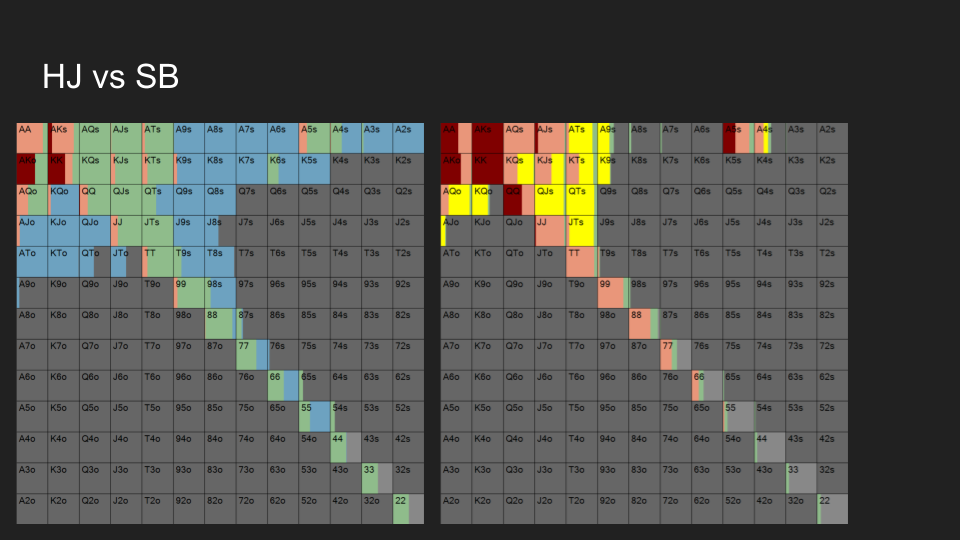 HJ vs SB
AA AKs AQs AJs ATs A9s A8s A7s A6s A5s A4s A3s A2s AA AKs AQs AJs ATs A9s A8s A7s A6s A5s A4s A3s A2s
AKo KK KQs KJs KTs K9s K8s K7s K6s K5s K4s K3s K2s AKo KK KQs KJs KTs K9s K8s K7s K6s K5s K4s K3s K2s
AQo KQo QQ QJs QTs Q9s Q8s Q7s Q6s Q5s Q4s Q3s Q2s AQo KQo QQ QJs QTs Q9s Q8s Q7s Q6s Q5s Q4s Q3s Q2s
AJo KJo QJo JJ JTs J9s J8s J7s J6s J5s J4s J3s J2s AJo KJo QJo JJ JTs J9s J8s J7s J6s J5s J4s J3s J2s
ATo KTo QTo JTo TT T9s T8s T7s T6s T5s T4s T3s T2s ATo KTo QTo JTo TT T9s T8s T7s T6s T5s T4s T3s T2s
A9o K9o Q9o J9o T9o 99 98s 97s 96s 95s 94s 93s 92s A9o K9o Q9o J9o T9o 99 98s 97s 96s 95s 94s 93s 92s
A8o K8o Q8o J8o T8o 98o 88 87s 86s 85s 84s 83s 82s A8o K8o Q8o J8o T8o 98o 88 87s 86s 85s 84s 83s 82s
A7o K7o Q7o J7o T7o 97o 87o 77 76s 75s 74s 73s 72s A7o K7o Q7o J7o T7o 97o 87o 77 76s 75s 74s 73s 72s
A6o K6o Q6o J6o T6o 96o 86o 76o 66 65s 64s 63s 62s A6o K6o Q6o J6o T6o 96o 86o 76o 66 65s 64s 63s 62s
A5o K5o Q5o J5o T5o 95o 85o 75o 65o 55 54s 53s 52s A5o K5o Q5o J5o T5o 95o 85o 75o 65o 55 54s 53s 52s
A4o K4o Q4o J4o T4o 94o 84o 74o 64o 54o 44 43s 42s A4o K4o Q4o J4o T4o 94o 84o 74o 64o 54o 44 43s 42s
A3o K3o Q3o J3o T3o 93o 83o 73o 63o 53o 43o 33 32s A3o K3o Q3o J3o T3o 93o 83o 73o 63o 53o 43o 33 32s
A2o K2o Q2o J2o T2o 92o 82o 72o 62o 52o 42o 32o 22 A2o K2o Q2o J2o T2o 92o 82o 72o 62o 52o 42o 32o 22